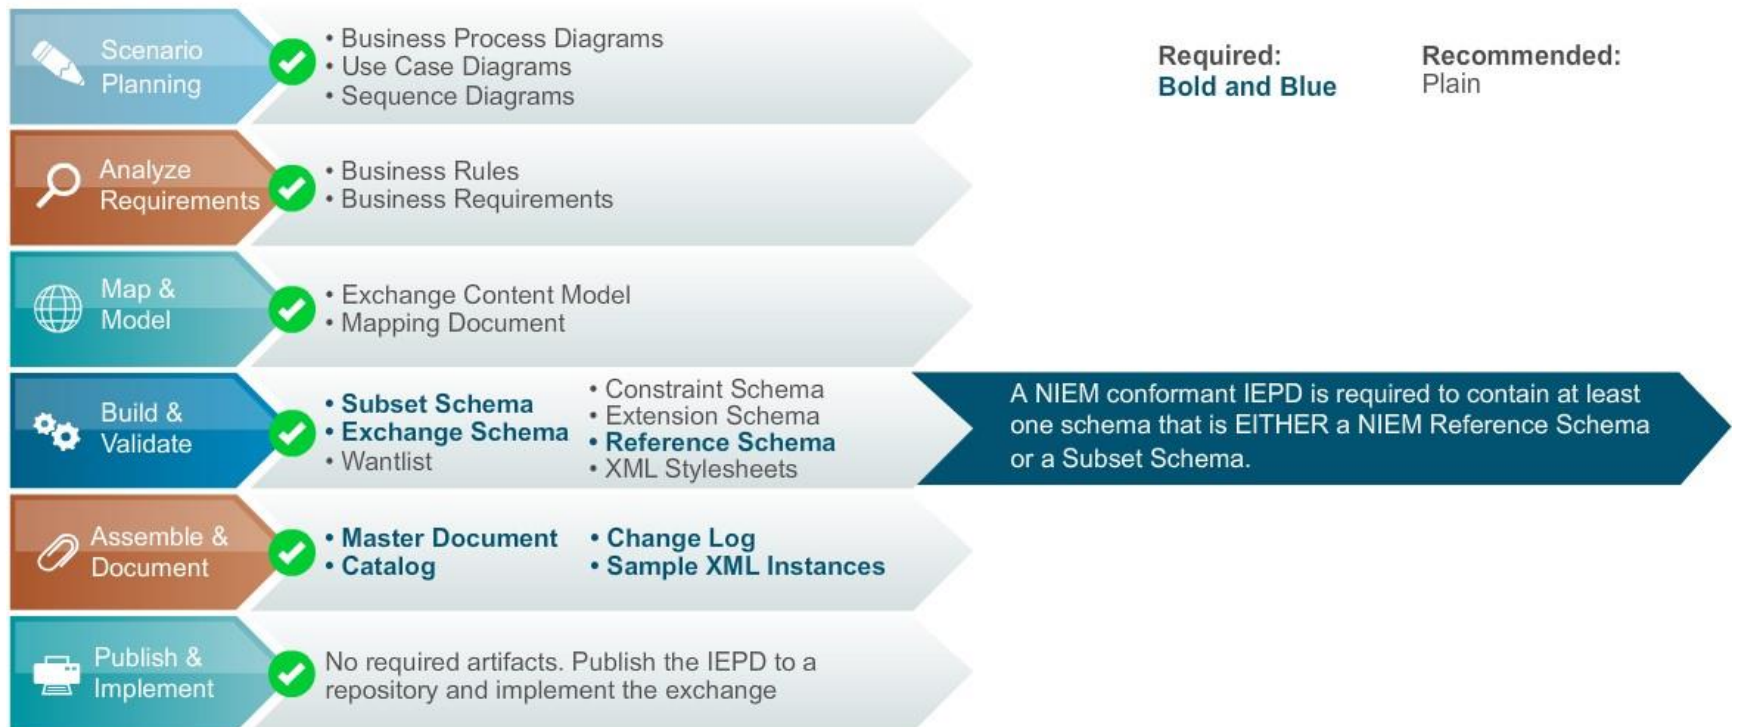 Scenario
Planning
• Business Process Diagrams
• Use Case Diagrams
• Sequence Diagrams
Required:
Bold and Blue
Recommended:
Plain
Analyze
Requirements
• Business Rules
• Business Requirements
Map &
Model
• Exchange Content Model
• Mapping Document
Build &
Validate
• Subset Schema
• Exchange Schema
• Wantlist
• Constraint Schema
• Extension Schema
• Reference Schema
• XML Stylesheets
A NIEM conformant IEPD is required to contain at least
one schema that is EITHER a NIEM Reference Schema
or a Subset Schema.
Assemble &
Document
• Master Document
• Catalog
• Change Log
• Sample XML Instances
Publish &
Implement
No required artifacts. Publish the IEPD to a
repository and implement the exchange